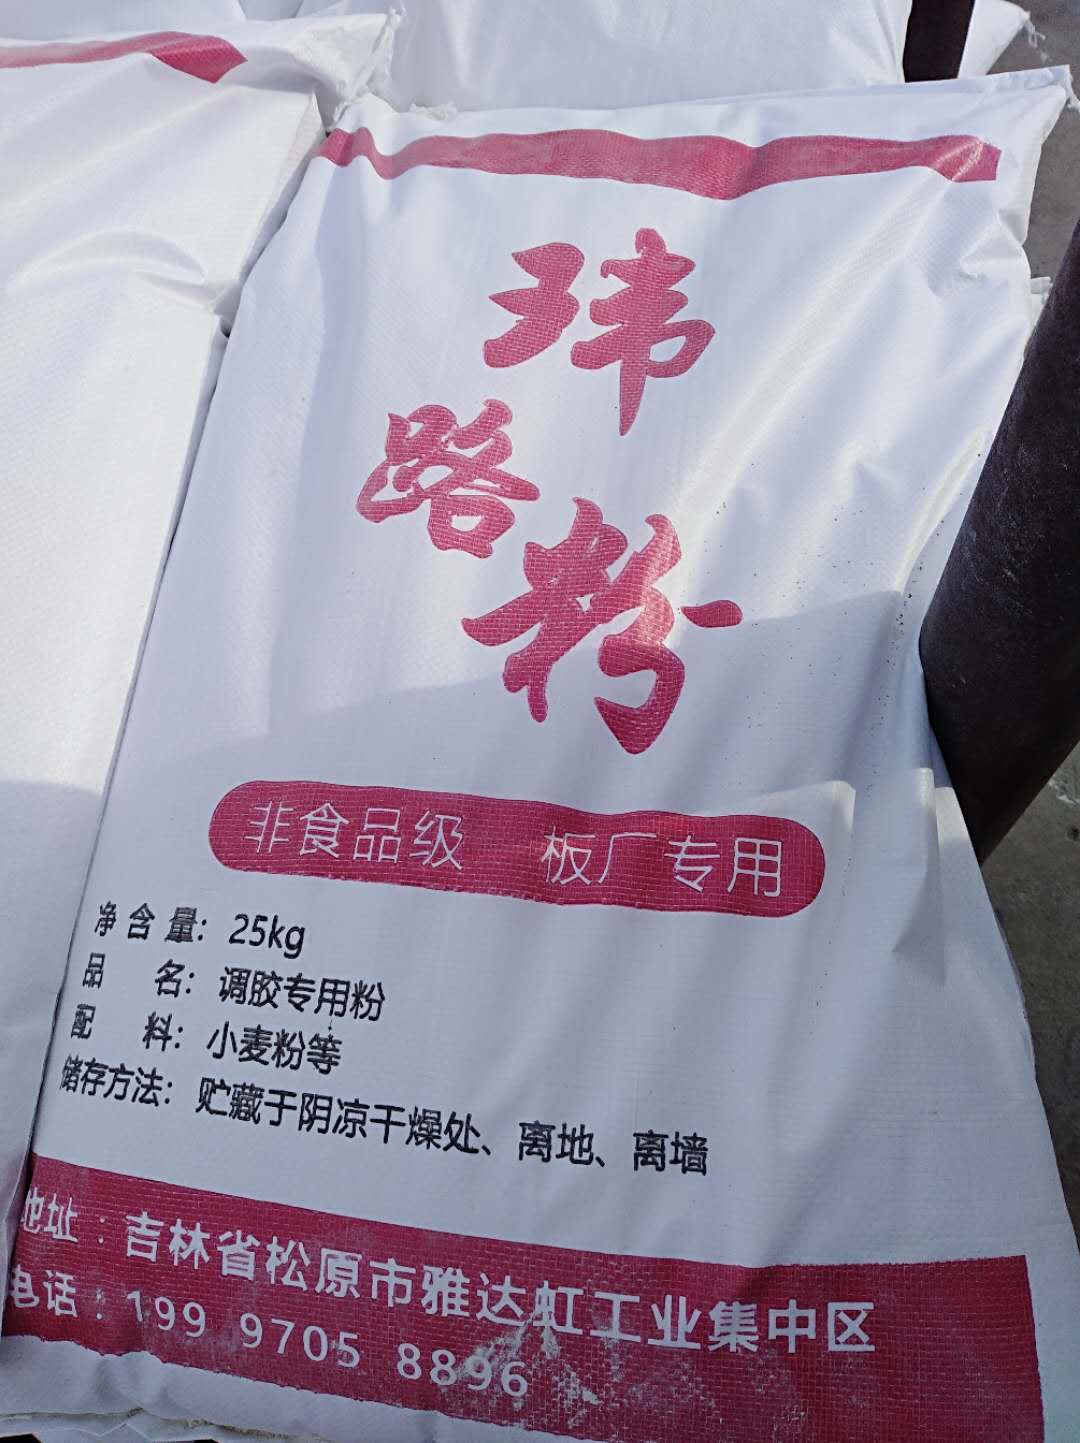 玮路粉
非食品级 板厂专用
净含量：25kg
品名：调胶专用粉
配料：小麦粉等
储存方法：贮藏于阴凉干燥处、离地、离墙
地址：吉林省松原市雅达虹工业集中区
电话：199 9705 8896